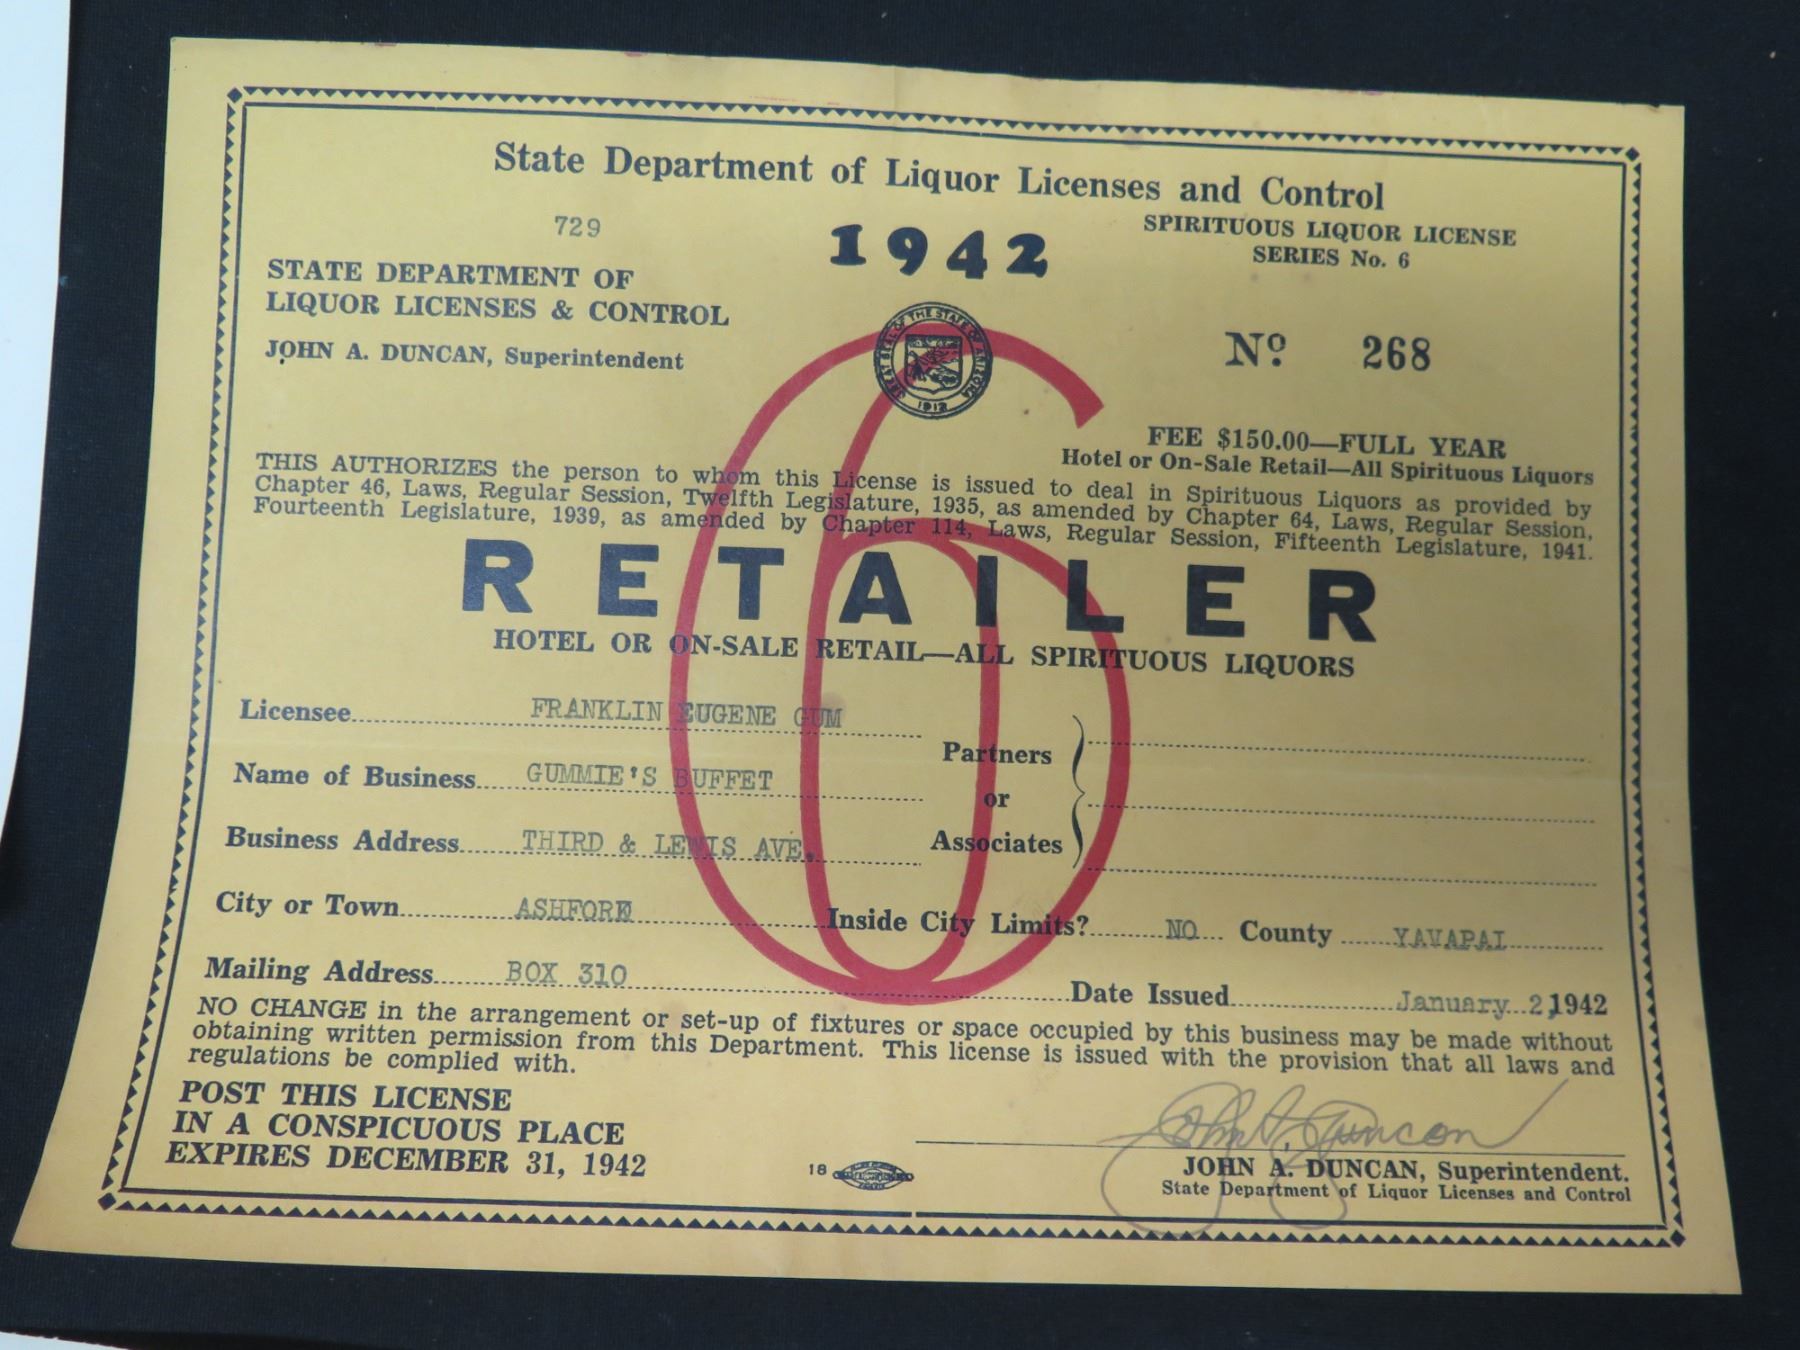 State Department of Liquor Licenses and Control
729
1942
SPIRITUOUS LIQUOR LICENSE
SERIES No. 6
STATE DEPARTMENT OF
LIQUOR LICENSES & CONTROL
JOHN A. DUNCAN, Superintendent
GREAT SEAL OF THE STATE OF ARIZONA
1912
No 268
6
FEE $150.00—FULL YEAR
Hotel or On-Sale Retail—All Spirituous Liquors
THIS AUTHORIZES the person to whom this License is issued to deal in Spirituous Liquors as provided by
Chapter 46, Laws, Regular Session, Twelfth Legislature, 1935, as amended by Chapter 64, Laws, Regular Session,
Fourteenth Legislature, 1939, as amended by Chapter 114, Laws, Regular Session, Fifteenth Legislature, 1941.
RETAILER
HOTEL OR ON-SALE RETAIL—ALL SPIRITUOUS LIQUORS
Licensee FRANKLIN EUGENE GUM
Name of Business GUMMIE'S BUFFET
Business Address THIRD & LEWIS AVE.
Partners
or
Associates
City or Town Inside City Limits? NO County YAVAPAI
Mailing Address BOX 310 Date Issued January 2, 1942
NO CHANGE in the arrangement or set-up of fixtures or space occupied by this business may be made without
obtaining written permission from this Department. This license is issued with the provision that all laws and
regulations be complied with.
POST THIS LICENSE
IN A CONSPICUOUS PLACE
EXPIRES DECEMBER 31, 1942
18
John A. Duncan
JOHN A. DUNCAN, Superintendent.
State Department of Liquor Licenses and Control